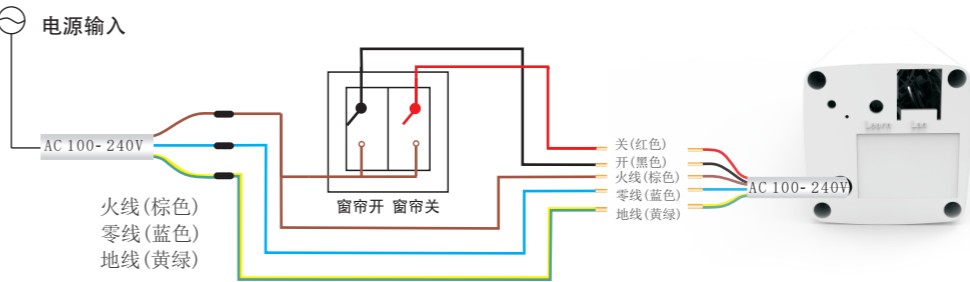 电源输入
AC 100- 240V
火线(棕色)
零线(蓝色)
地线(黄绿)
窗帘开 窗帘关
关(红色)
开(黑色)
火线(棕色)
零线(蓝色)
地线(黄绿)
AC 100- 240V